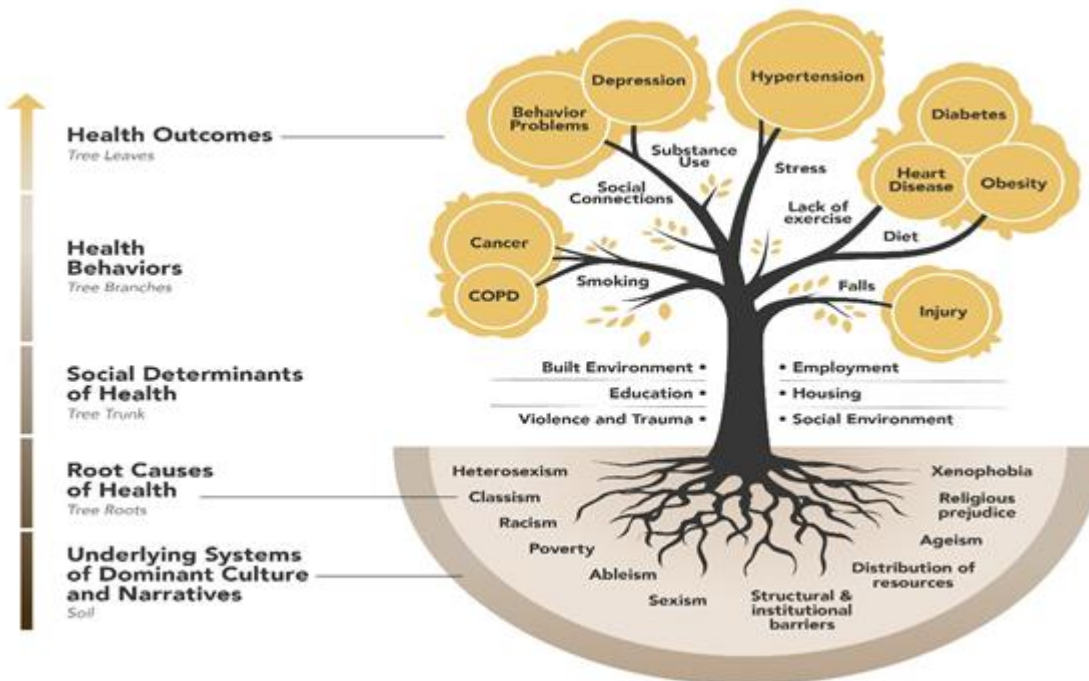 Health Outcomes
Tree Leaves
Health
Behaviors
Tree Branches
Social Determinants
of Health
Tree Trunk
Root Causes
of Health
Tree Roots
Underlying Systems
of Dominant Culture
and Narratives
Soil
Depression
Behavior
Problems
Hypertension
Diabetes
Heart
Disease
Obesity
Substance
Use
Social
Connections
Stress
Lack of
exercise
Diet
Cancer
COPD
Smoking
Falls
Injury
Built Environment •
• Employment
Education •
• Housing
Violence and Trauma •
• Social Environment
Heterosexism
Classism
Racism
Poverty
Ableism
Sexism
Structural &
institutional
barriers
Distribution of
resources
Ageism
Religious
prejudice
Xenophobia